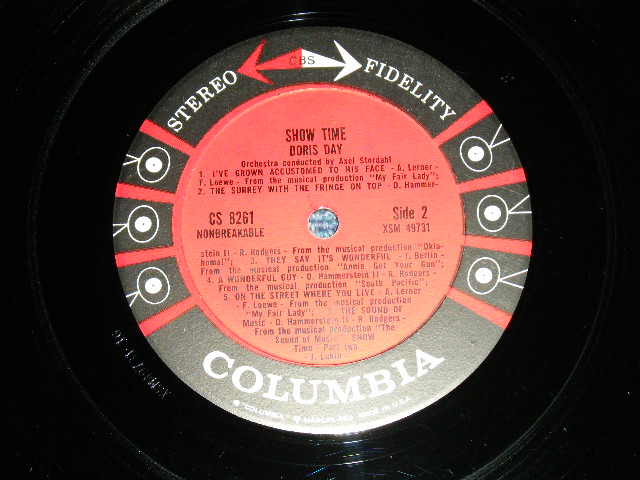 CBS
STEREO FIDELITY
SHOW TIME
DORIS DAY
Orchestra conducted by Axel Stordahl
1. I'VE GROWN ACCUSTOMED TO HIS FACE - A. Lerner -
F. Loewe - From the musical production "My Fair Lady";
2. THE SURREY WITH THE FRINGE ON TOP - O. Hammer-
CS 8261
NONBREAKABLE
Side 2
XSM 49731
stein II - R. Rodgers - From the musical production "Okla-
homa!"; 3. THEY SAY IT'S WONDERFUL - I. Berlin -
From the musical production "Annie Get Your Gun";
4. A WONDERFUL GUY - O. Hammerstein II - R. Rodgers -
From the musical production "South Pacific";
5. ON THE STREET WHERE YOU LIVE - A. Lerner
- F. Loewe - From the musical production
"My Fair Lady"; 6. THE SOUND OF
Music - O. Hammerstein II - R. Rodgers -
From the musical production "The
Sound of Music" SHOW
Time - Part two
- J. Lubin -
COLUMBIA
® "COLUMBIA" MARCAS REG. MADE IN U.S.A.